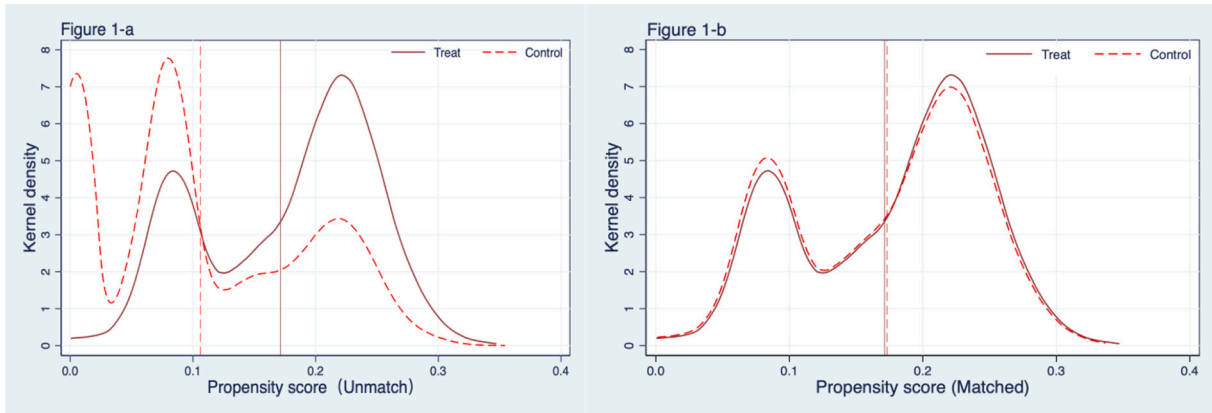 Figure 1-a
Treat
Control
Kernel density
8
7
6
5
4
3
2
1
0
0.0
0.1
0.2
0.3
0.4
Propensity score（Unmatch）
Figure 1-b
Treat
Control
Kernel density
8
7
6
5
4
3
2
1
0
0.0
0.1
0.2
0.3
0.4
Propensity score (Matched)